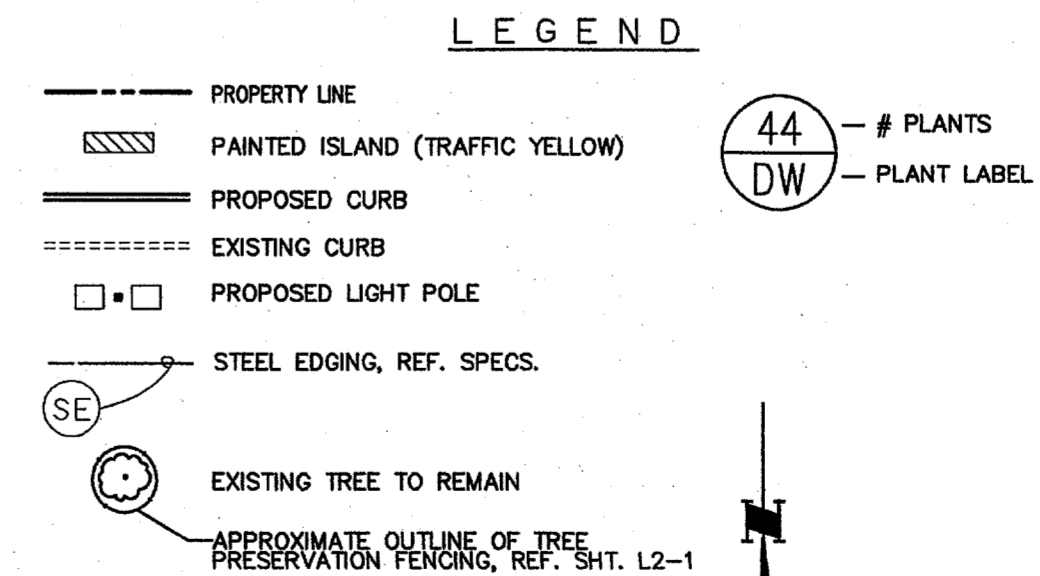 LEGEND
PROPERTY LINE
PAINTED ISLAND (TRAFFIC YELLOW)
PROPOSED CURB
EXISTING CURB
PROPOSED LIGHT POLE
STEEL EDGING, REF. SPECS.
SE
EXISTING TREE TO REMAIN
APPROXIMATE OUTLINE OF TREE
PRESERVATION FENCING, REF. SHT. L2-1
44
# PLANTS
DW
PLANT LABEL
N